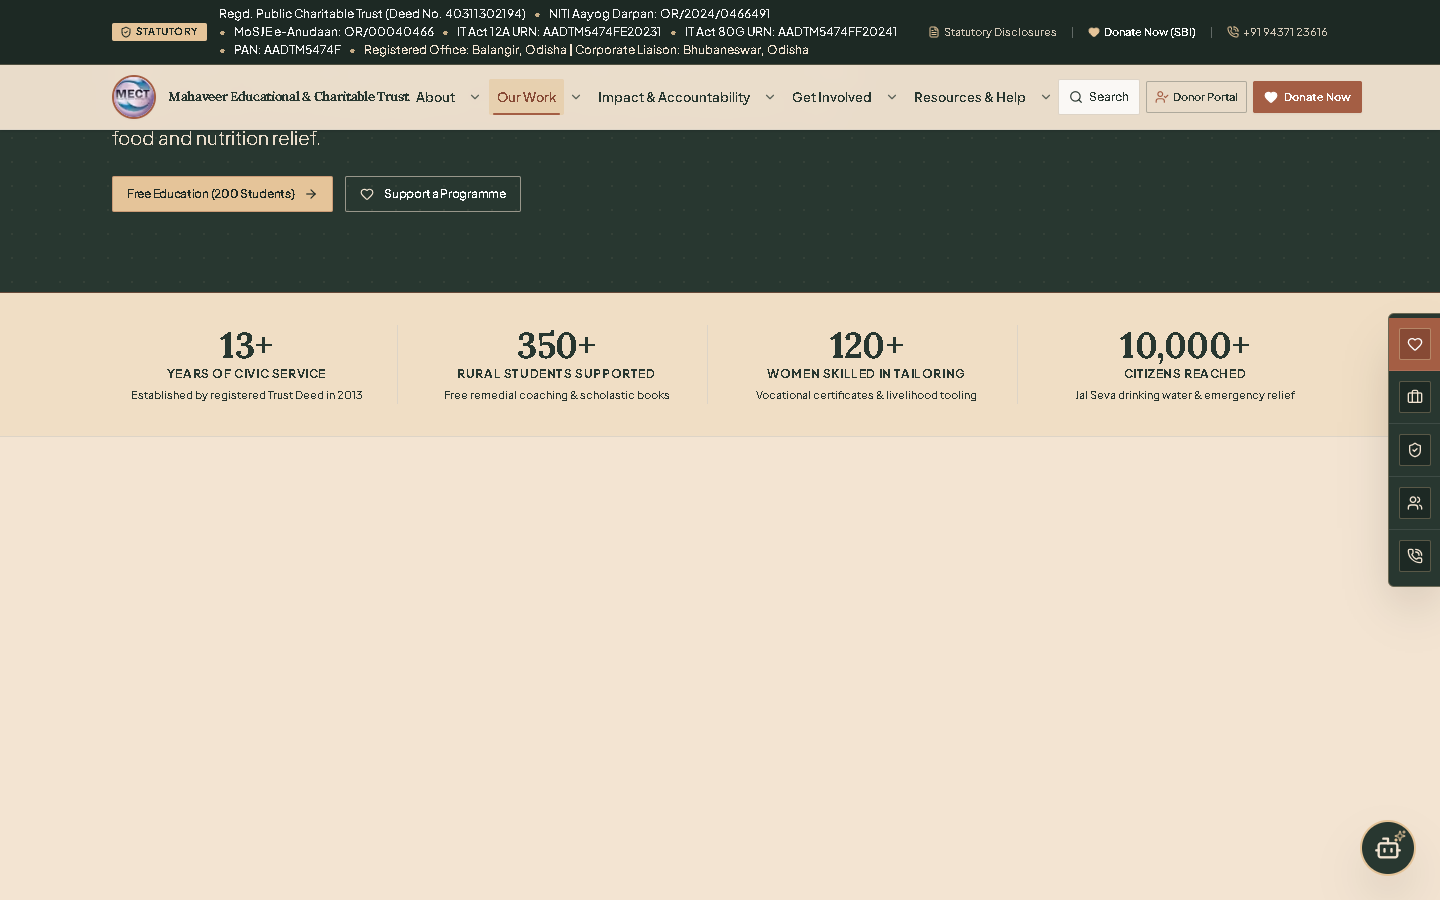 STATUTORY
Regd. Public Charitable Trust (Deed No. 40311302194) • NITI Aayog Darpan: OR/2024/0466491
• MoSJE e-Anudaan: OR/00040466 • IT Act 12A URN: AADTM5474FE20231 • IT Act 80G URN: AADTM5474FF20241
• PAN: AADTM5474F • Registered Office: Balangir, Odisha | Corporate Liaison: Bhubaneswar, Odisha
Statutory Disclosures | Donate Now (SBI) | +91 94371 23616
MECT Mahaveer Educational & Charitable Trust About Our Work Impact & Accountability Get Involved Resources & Help Search Donor Portal Donate Now
food and nutrition relief.
Free Education (200 Students) → Support a Programme
13+ 350+ 120+ 10,000+
YEARS OF CIVIC SERVICE RURAL STUDENTS SUPPORTED WOMEN SKILLED IN TAILORING CITIZENS REACHED
Established by registered Trust Deed in 2013 Free remedial coaching & scholastic books Vocational certificates & livelihood tooling Jal Seva drinking water & emergency relief